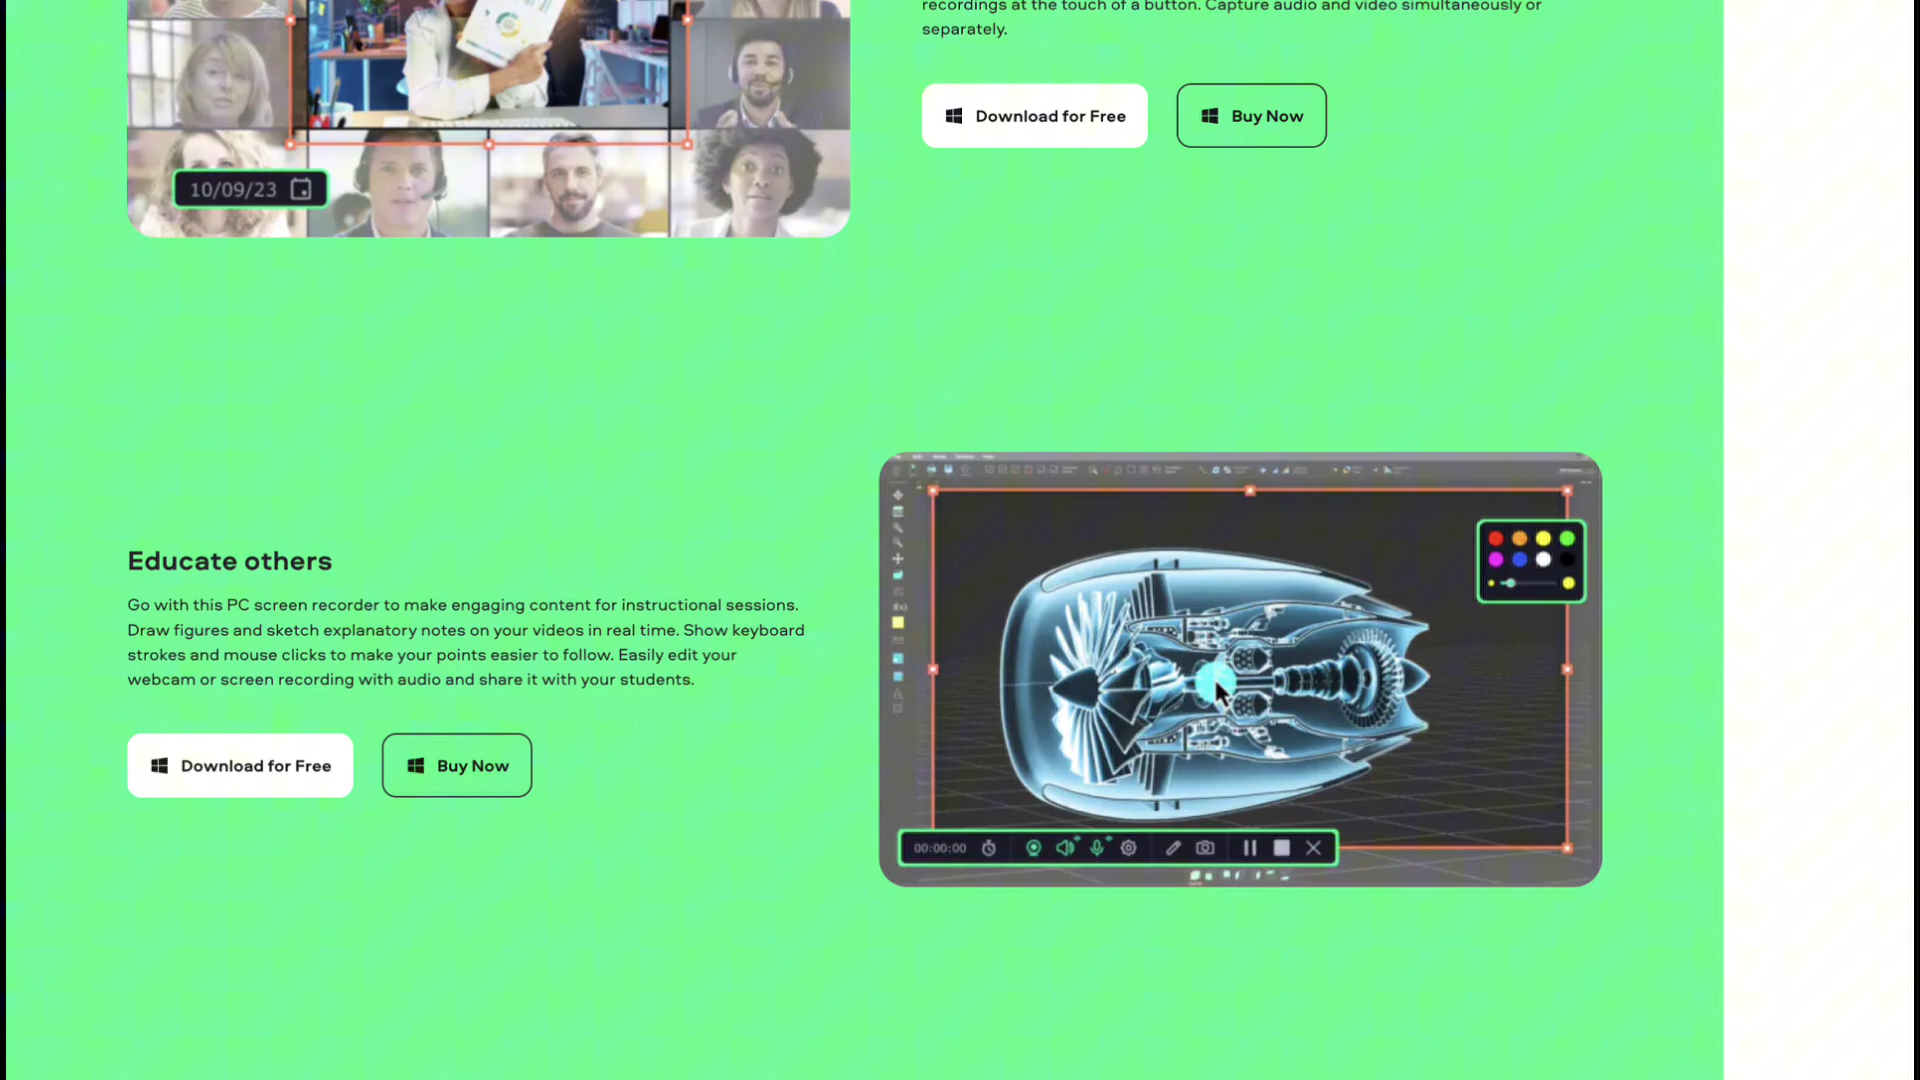 recordings at the touch of a button. Capture audio and video simultaneously or
separately.
Download for Free
Buy Now
10/09/23
Educate others
Go with this PC screen recorder to make engaging content for instructional sessions.
Draw figures and sketch explanatory notes on your videos in real time. Show keyboard
strokes and mouse clicks to make your points easier to follow. Easily edit your
webcam or screen recording with audio and share it with your students.
Download for Free
Buy Now
00:00:00